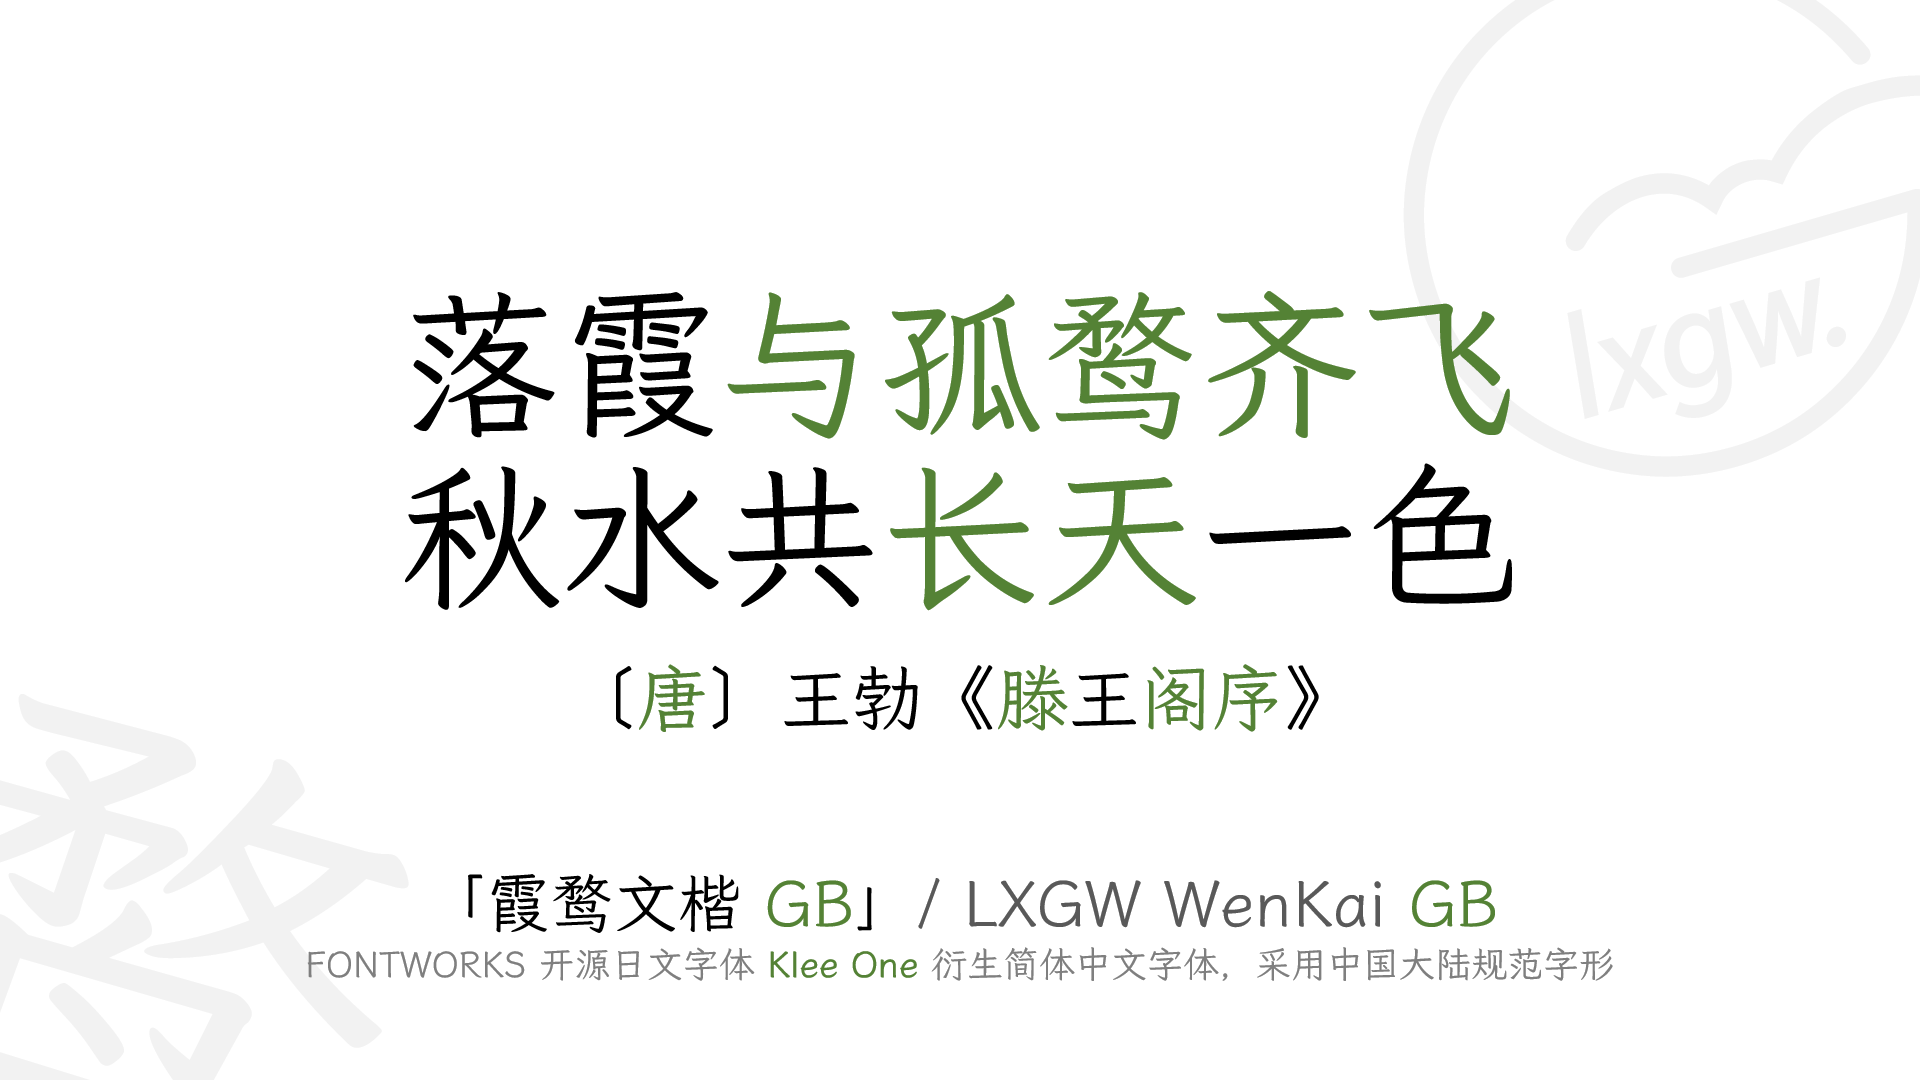 lxgw.
落霞与孤鹜齐飞
秋水共长天一色
〔唐〕王勃《滕王阁序》
「霞鹜文楷 GB」/ LXGW WenKai GB
FONTWORKS 开源日文字体 Klee One 衍生简体中文字体，采用中国大陆规范字形
鹜